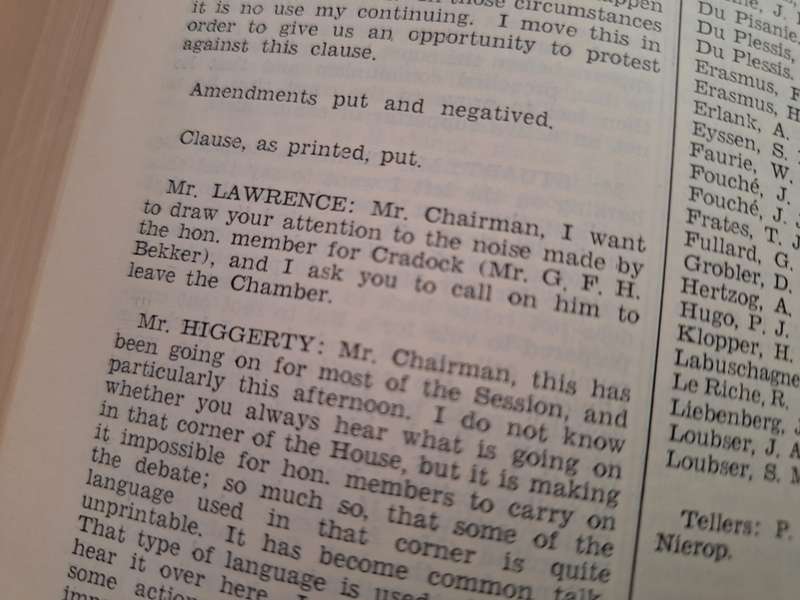 those circumstances
it is no use my continuing. I move this in
order to give us an opportunity to protest
against this clause.
Amendments put and negatived.
Clause, as printed, put.
Mr. LAWRENCE: Mr. Chairman, I want
to draw your attention to the noise made by
the hon. member for Cradock (Mr. G. F. H.
Bekker), and I ask you to call on him to
leave the Chamber.
Mr. HIGGERTY: Mr. Chairman, this has
been going on for most of the Session, and
particularly this afternoon. I do not know
whether you always hear what is going on
in that corner of the House, but it is making
it impossible for hon. members to carry on
the debate; so much so, that some of the
language used in that corner is quite
unprintable. It has become common talk.
That type of language is used
hear it over here. I
some action
Du Pisanie,
Du Plessis,
Du Plessis,
Erasmus, F
Erasmus, H
Erlank, A.
Eyssen, S.
Faurie, W.
Fouché, J.
Fouché, J. J
Frates, T. J
Fullard, G.
Grobler, D.
Hertzog, A.
Hugo, P. J.
Klopper, H.
Labuschagne
Le Riche, R.
Liebenberg, J
Loubser, J. A
Loubser, S. M
Tellers: P.
Nierop.